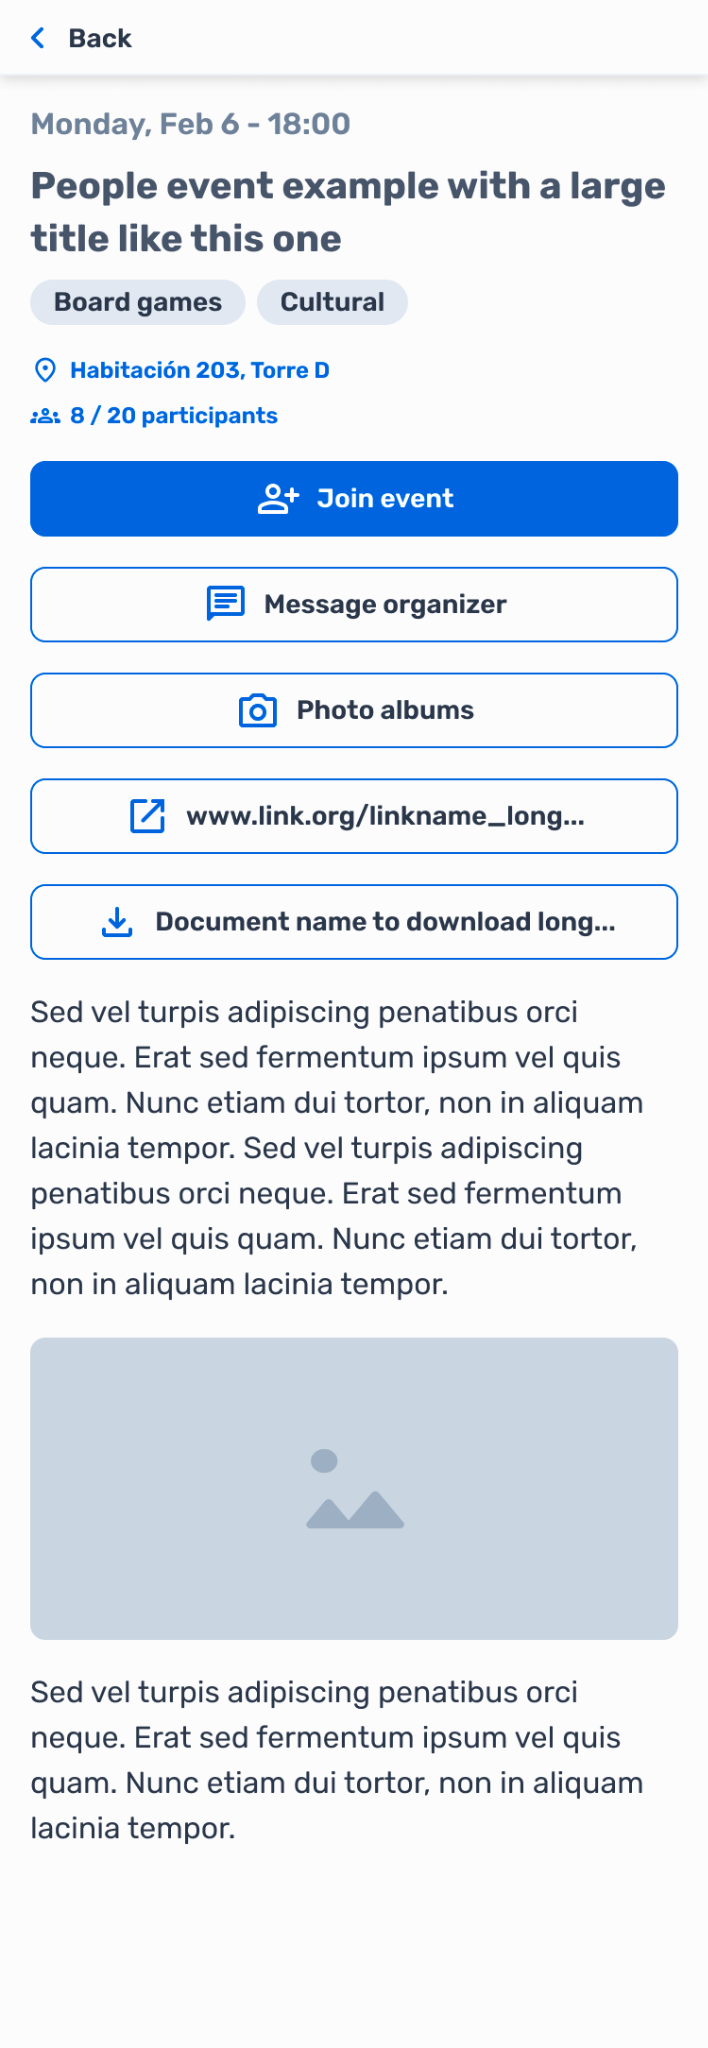 Back
Monday, Feb 6 - 18:00
People event example with a large
title like this one
Board games
Cultural
Habitación 203, Torre D
8 / 20 participants
Join event
Message organizer
Photo albums
www.link.org/linkname_long...
Document name to download long...
Sed vel turpis adipiscing penatibus orci
neque. Erat sed fermentum ipsum vel quis
quam. Nunc etiam dui tortor, non in aliquam
lacinia tempor. Sed vel turpis adipiscing
penatibus orci neque. Erat sed fermentum
ipsum vel quis quam. Nunc etiam dui tortor,
non in aliquam lacinia tempor.
Sed vel turpis adipiscing penatibus orci
neque. Erat sed fermentum ipsum vel quis
quam. Nunc etiam dui tortor, non in aliquam
lacinia tempor.